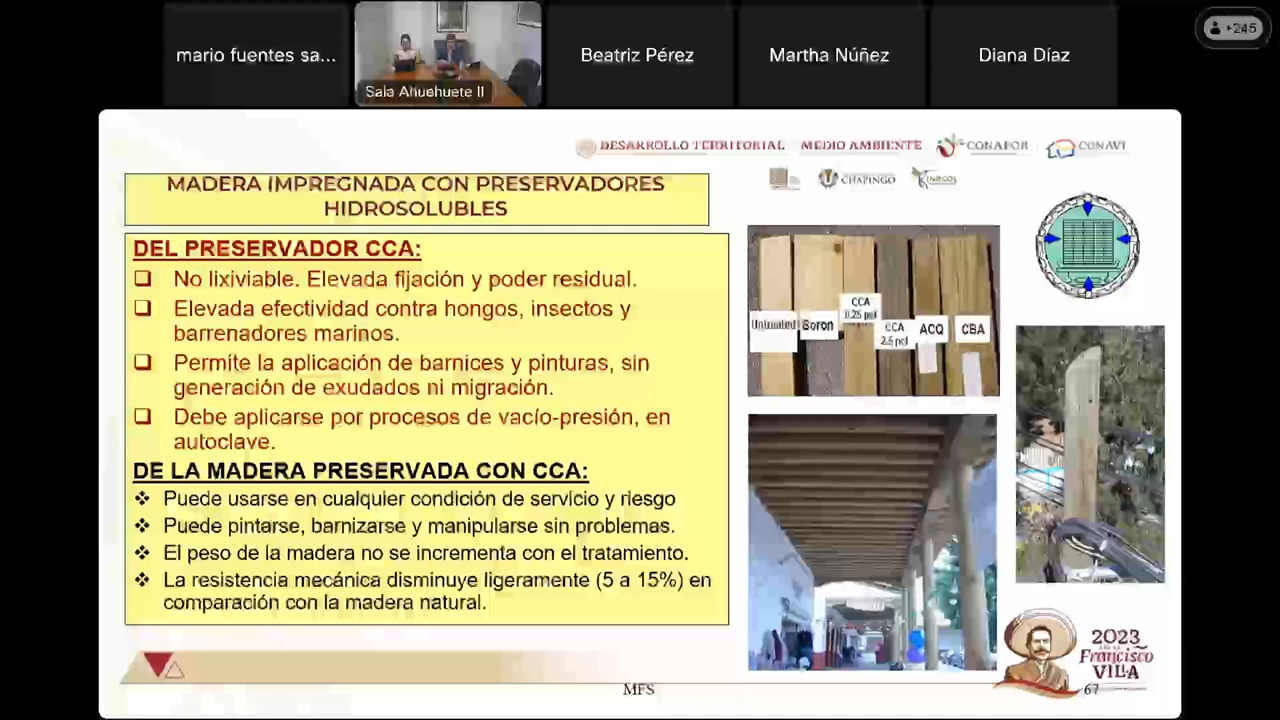 mario fuentes sa...
Sala Ahuehuete II
Beatriz Pérez
Martha Núñez
Diana Díaz
+245
DESARROLLO TERRITORIAL
MEDIO AMBIENTE
CONAFOR
CONAVI
CHAPINGO
MADERA IMPREGNADA CON PRESERVADORES
HIDROSOLUBLES
DEL PRESERVADOR CCA:
❑ No lixiviable. Elevada fijación y poder residual.
❑ Elevada efectividad contra hongos, insectos y
barrenadores marinos.
❑ Permite la aplicación de barnices y pinturas, sin
generación de exudados ni migración.
❑ Debe aplicarse por procesos de vacío-presión, en
autoclave.
DE LA MADERA PRESERVADA CON CCA:
❖ Puede usarse en cualquier condición de servicio y riesgo
❖ Puede pintarse, barnizarse y manipularse sin problemas.
❖ El peso de la madera no se incrementa con el tratamiento.
❖ La resistencia mecánica disminuye ligeramente (5 a 15%) en
comparación con la madera natural.
Untreated
Boron
CCA
0.25 pcf
CCA
2.5 pcf
ACQ
CBA
2023
Francisco
VILLA
MFS
67